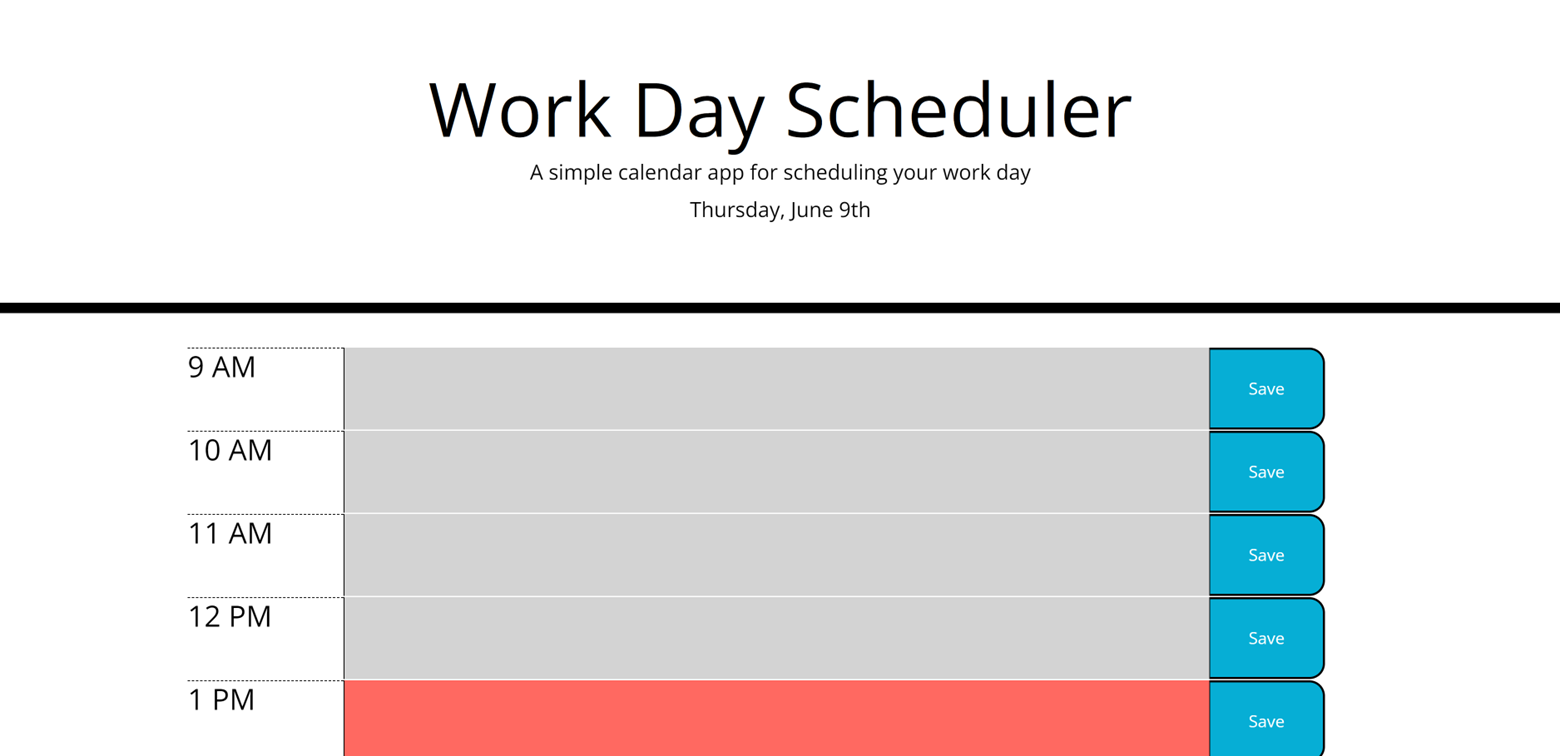 Work Day Scheduler
A simple calendar app for scheduling your work day
Thursday, June 9th
9 AM
Save
10 AM
Save
11 AM
Save
12 PM
Save
1 PM
Save